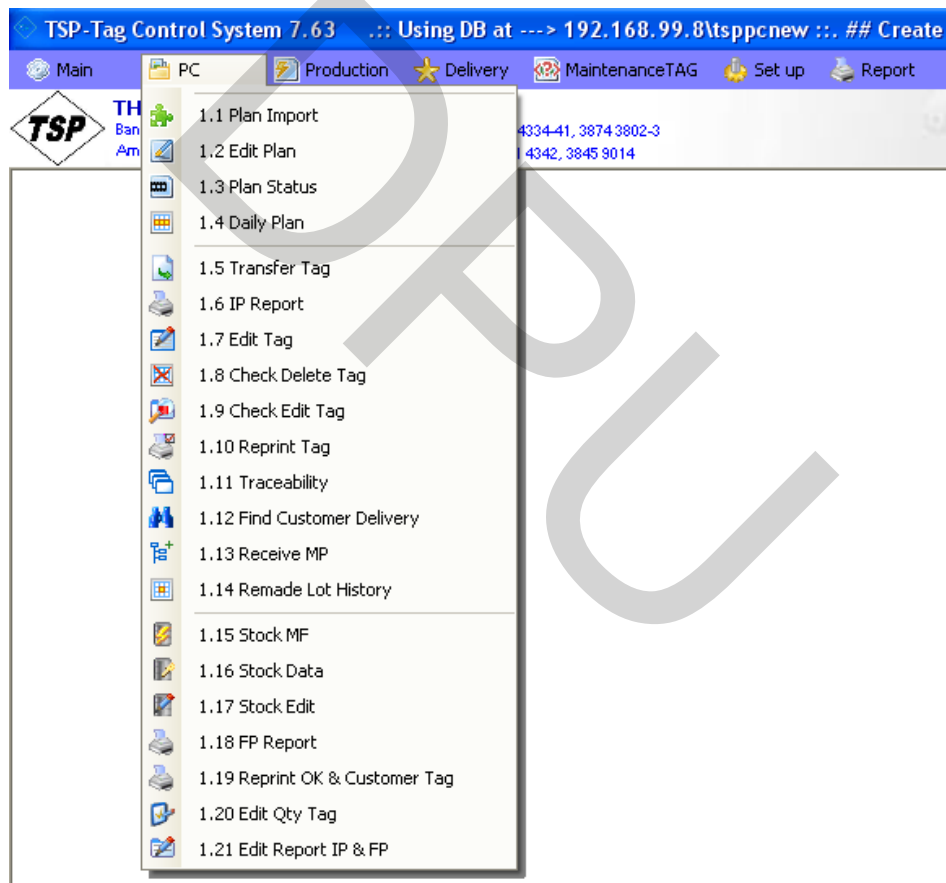 TSP-Tag Control System 7.63 .:: Using DB at ---> 192.168.99.8\tsppcnew ::. ## Create
Main PC Production Delivery MaintenanceTAG Set up Report
TSP
TH
Ban
4334-41, 3874 3802-3
Am
4342, 3845 9014
1.1 Plan Import
1.2 Edit Plan
1.3 Plan Status
1.4 Daily Plan
1.5 Transfer Tag
1.6 IP Report
1.7 Edit Tag
1.8 Check Delete Tag
1.9 Check Edit Tag
1.10 Reprint Tag
1.11 Traceability
1.12 Find Customer Delivery
1.13 Receive MP
1.14 Remade Lot History
1.15 Stock MF
1.16 Stock Data
1.17 Stock Edit
1.18 FP Report
1.19 Reprint OK & Customer Tag
1.20 Edit Qty Tag
1.21 Edit Report IP & FP
DPU